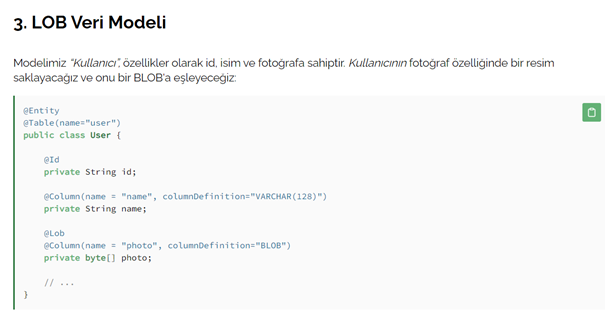 3. LOB Veri Modeli
Modelimiz “Kullanıcı”, özellikler olarak id, isim ve fotoğrafa sahiptir. Kullanıcının fotoğraf özelliğinde bir resim
saklayacağız ve onu bir BLOB'a eşleyeceğiz:
@Entity
@Table(name="user")
public class User {
@Id
private String id;
@Column(name = "name", columnDefinition="VARCHAR(128)")
private String name;
@Lob
@Column(name = "photo", columnDefinition="BLOB")
private byte[] photo;
// ...
}